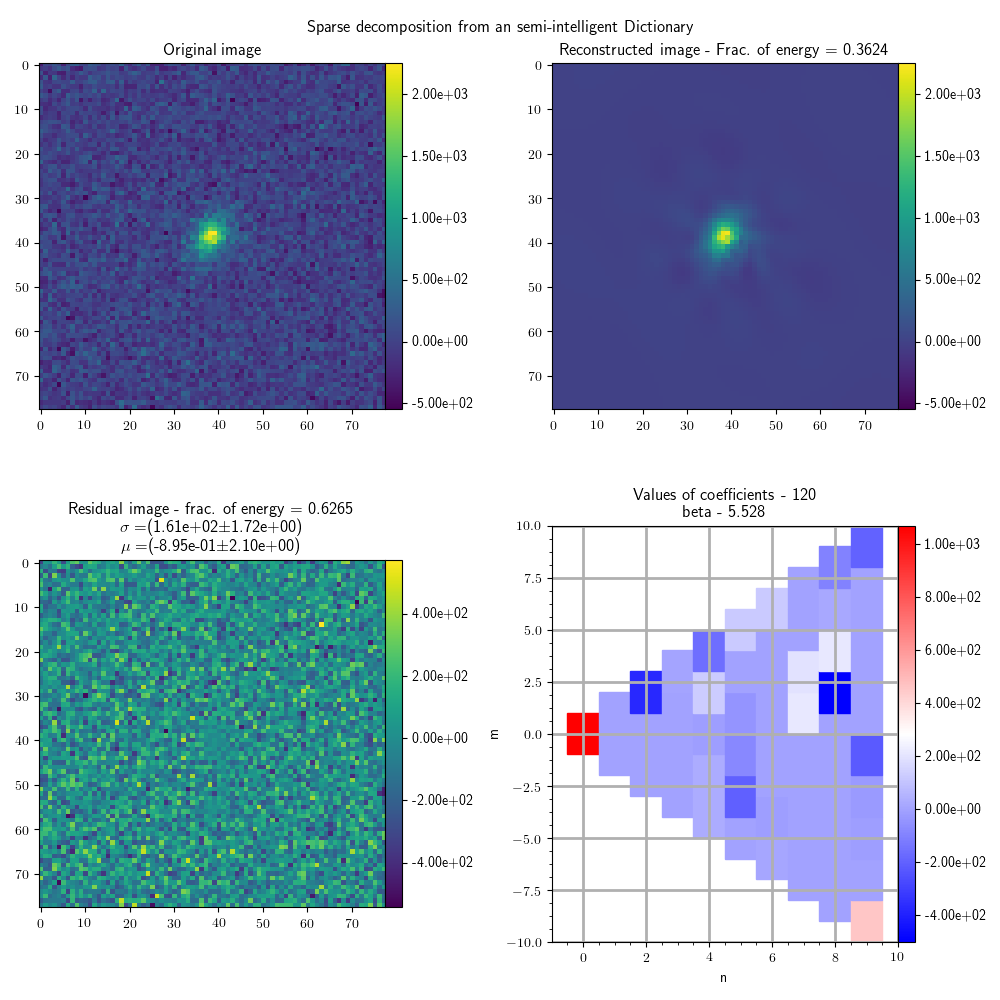 Sparse decomposition from an semi-intelligent Dictionary
Original image
Reconstructed image - Frac. of energy = 0.3624
0
10
20
30
40
50
60
70
0 10 20 30 40 50 60 70
2.00e+03
1.50e+03
1.00e+03
5.00e+02
0.00e+00
-5.00e+02
0
10
20
30
40
50
60
70
0 10 20 30 40 50 60 70
2.00e+03
1.50e+03
1.00e+03
5.00e+02
0.00e+00
-5.00e+02
Residual image - frac. of energy = 0.6265
σ =(1.61e+02±1.72e+00)
μ =(-8.95e-01±2.10e+00)
0
10
20
30
40
50
60
70
0 10 20 30 40 50 60 70
4.00e+02
2.00e+02
0.00e+00
-2.00e+02
-4.00e+02
Values of coefficients - 120
beta - 5.528
10.0
7.5
5.0
2.5
0.0
−2.5
−5.0
−7.5
−10.0
m
0 2 4 6 8 10
n
1.00e+03
8.00e+02
6.00e+02
4.00e+02
2.00e+02
0.00e+00
-2.00e+02
-4.00e+02